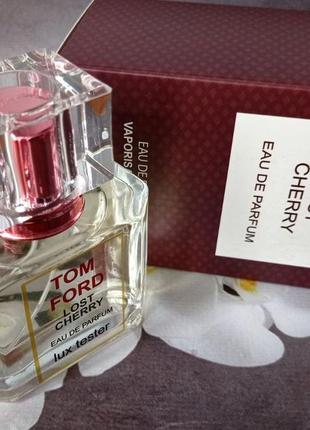 TOM
FORD
LOST
CHERRY
EAU DE PARFUM
lux tester
EAU DE
VAPORIS
CHERRY
EAU DE PARFUM